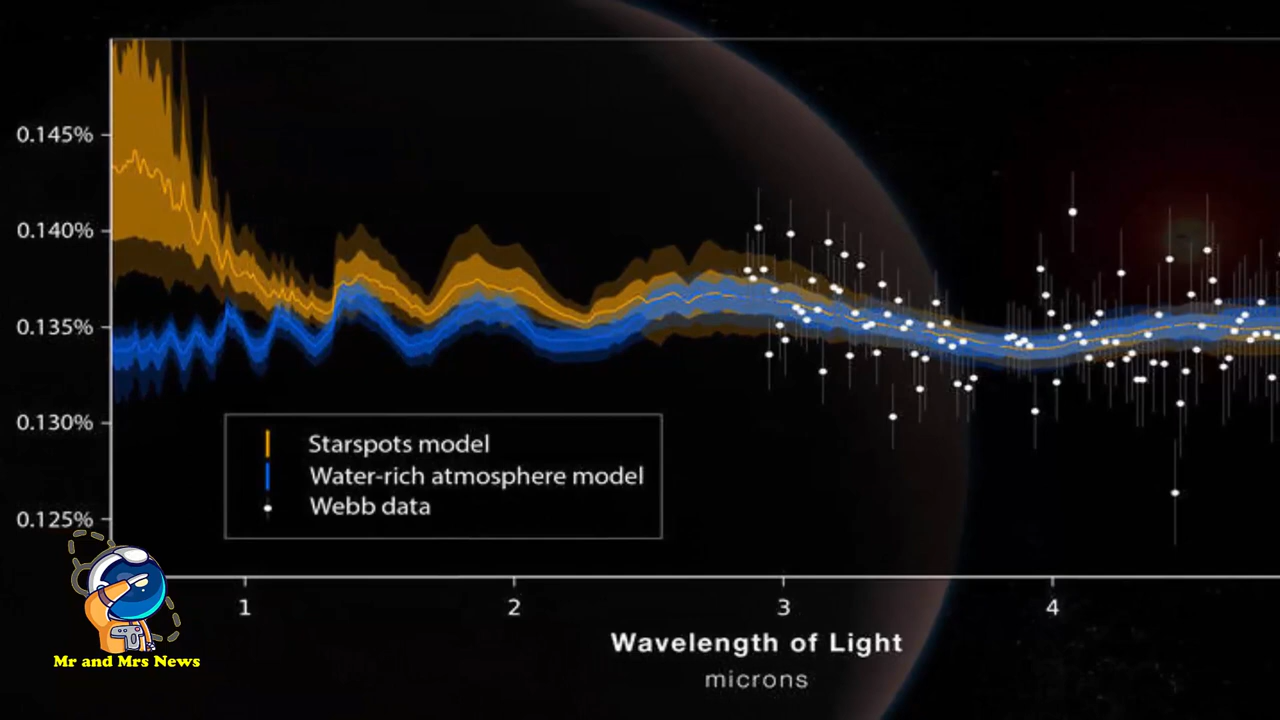 0.145%
0.140%
0.135%
0.130%
0.125%
Starspots model
Water-rich atmosphere model
Webb data
1 2 3 4
Wavelength of Light
microns
Mr and Mrs News